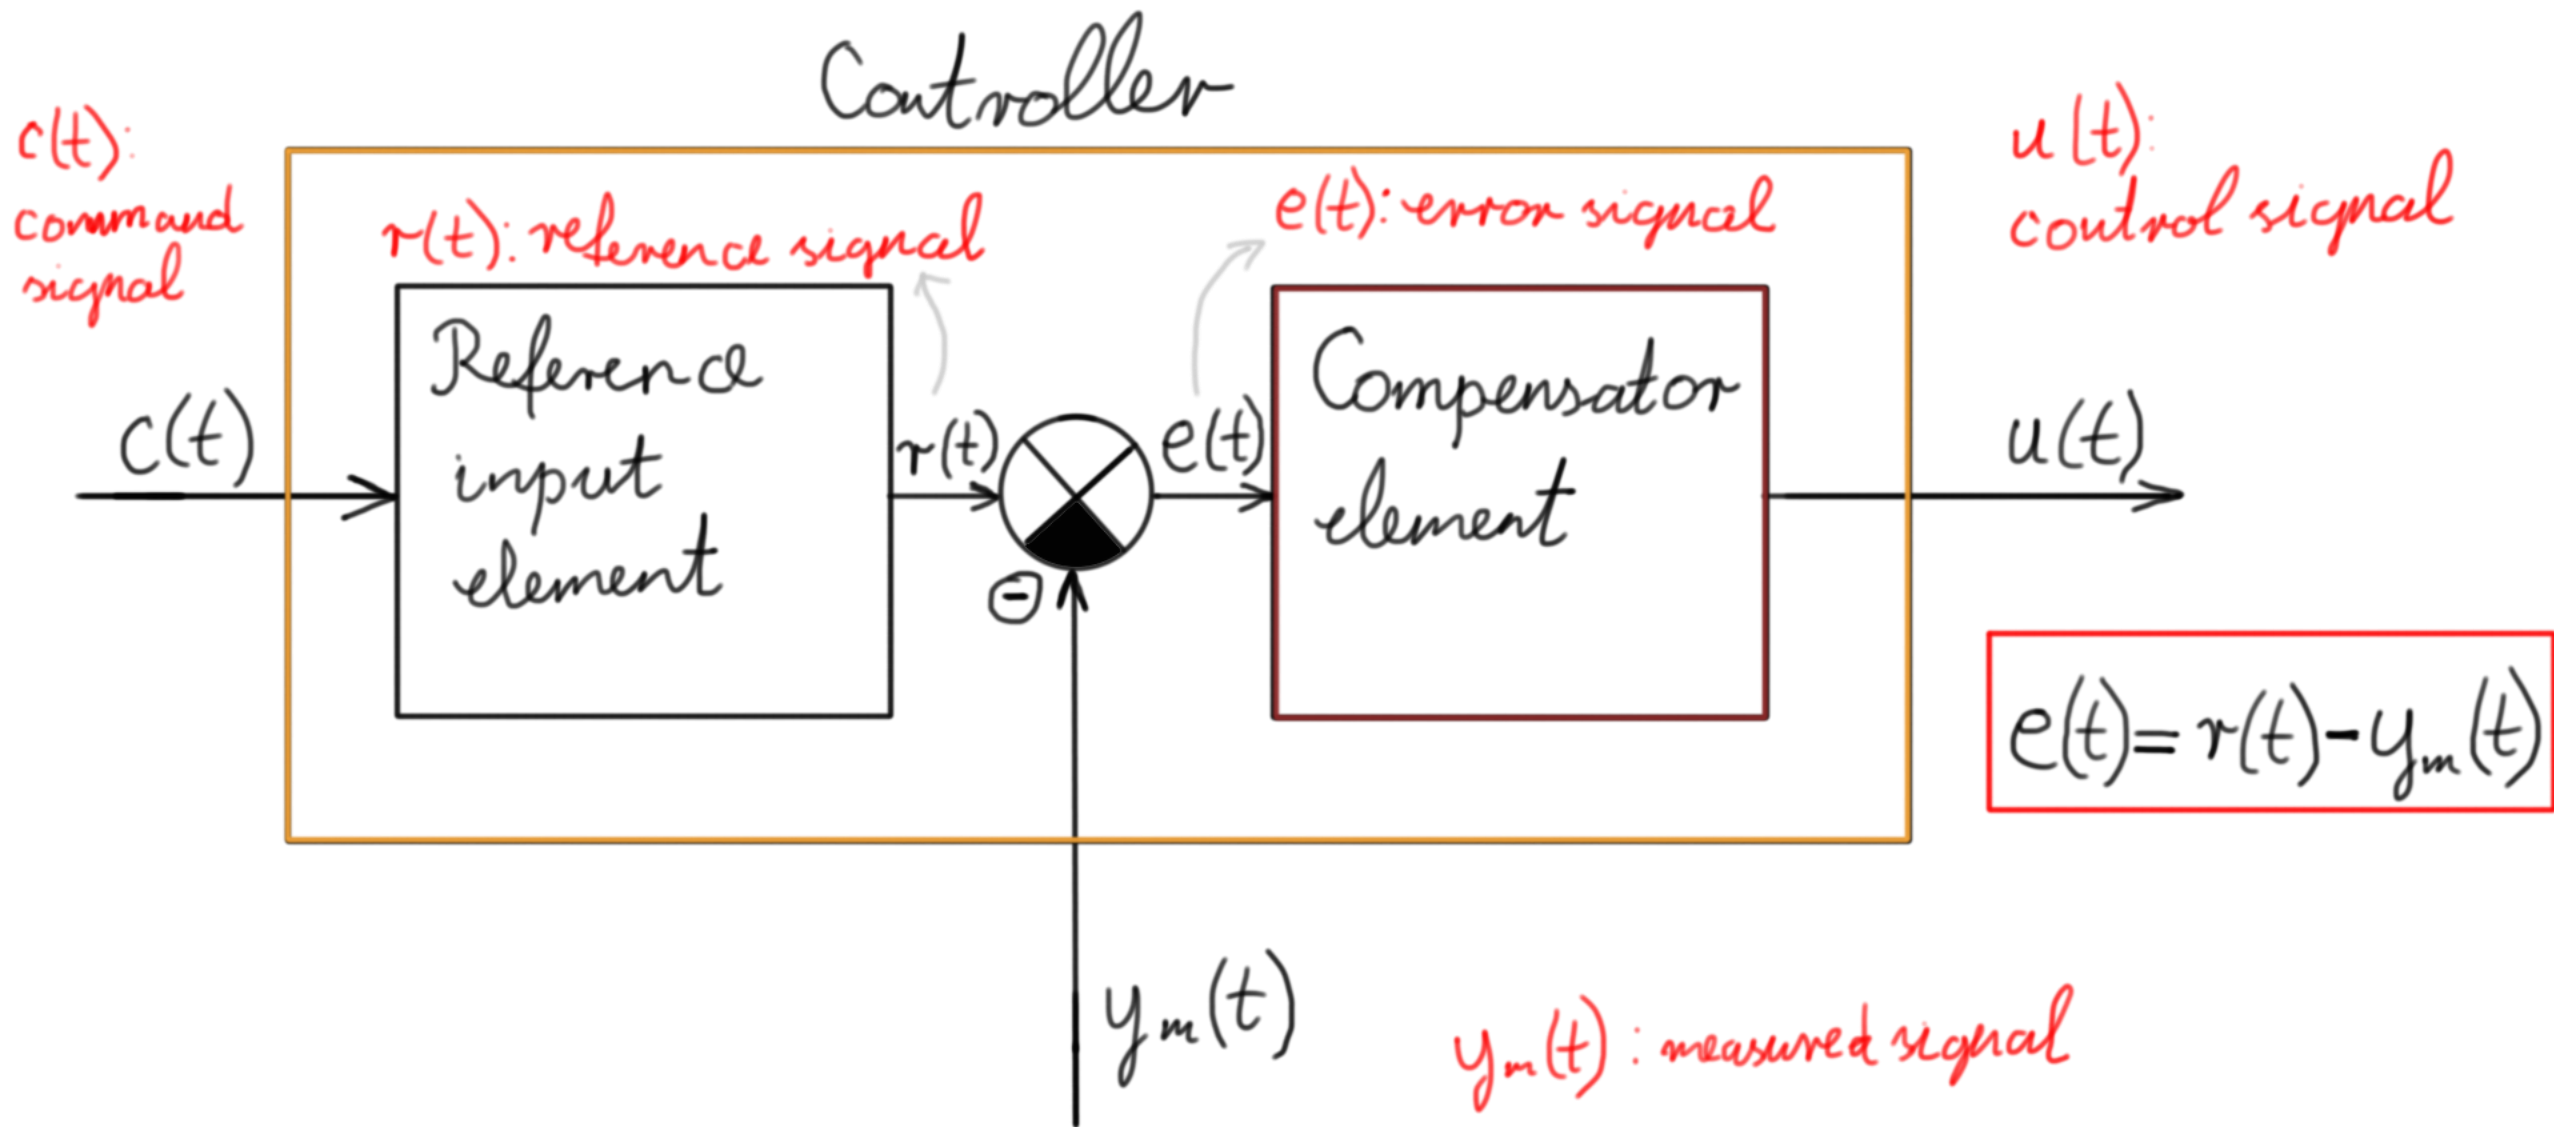 Controller
c(t):
command
signal
r(t): reference signal
e(t): error signal
u(t):
control signal
c(t)
Reference
input
element
r(t)
e(t)
Compensator
element
u(t)
-
e(t) = r(t) - yₘ(t)
yₘ(t)
yₘ(t) : measured signal